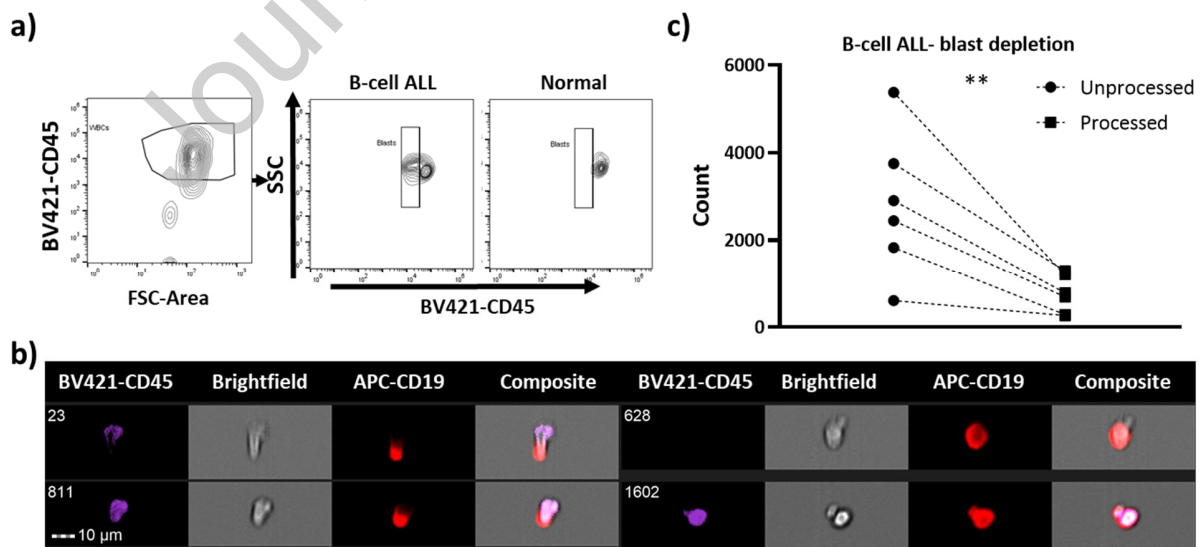 a)
Jour
BV421-CD45
WBCs
FSC-Area
B-cell ALL
Normal
SSC
Blasts
Blasts
BV421-CD45
c)
B-cell ALL- blast depletion
**
Unprocessed
Processed
Count
6000
4000
2000
0
b)
BV421-CD45 Brightfield APC-CD19 Composite BV421-CD45 Brightfield APC-CD19 Composite
23 628
811 1602
10 µm